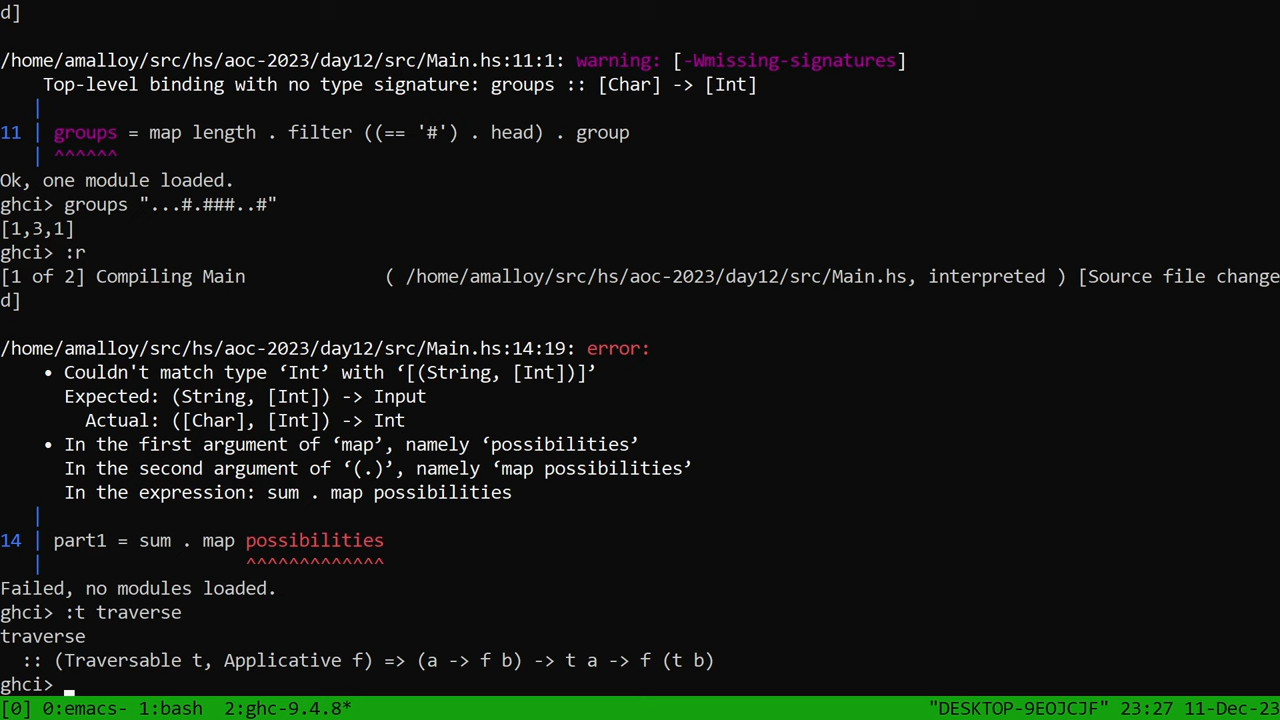 d]
/home/amalloy/src/hs/aoc-2023/day12/src/Main.hs:11:1: warning: [-Wmissing-signatures]
    Top-level binding with no type signature: groups :: [Char] -> [Int]
   |
11 | groups = map length . filter ((== '#') . head) . group
   | ^^^^^^
Ok, one module loaded.
ghci> groups "...#.###..#"
[1,3,1]
ghci> :r
[1 of 2] Compiling Main             ( /home/amalloy/src/hs/aoc-2023/day12/src/Main.hs, interpreted ) [Source file change
d]
/home/amalloy/src/hs/aoc-2023/day12/src/Main.hs:14:19: error:
    • Couldn't match type ‘Int’ with ‘[(String, [Int])]’
      Expected: (String, [Int]) -> Input
        Actual: ([Char], [Int]) -> Int
    • In the first argument of ‘map’, namely ‘possibilities’
      In the second argument of ‘(.)’, namely ‘map possibilities’
      In the expression: sum . map possibilities
   |
14 | part1 = sum . map possibilities
   |                   ^^^^^^^^^^^^^
Failed, no modules loaded.
ghci> :t traverse
traverse
  :: (Traversable t, Applicative f) => (a -> f b) -> t a -> f (t b)
ghci>
[0] 0:emacs- 1:bash  2:ghc-9.4.8* "DESKTOP-9EOJCJF" 23:27 11-Dec-23